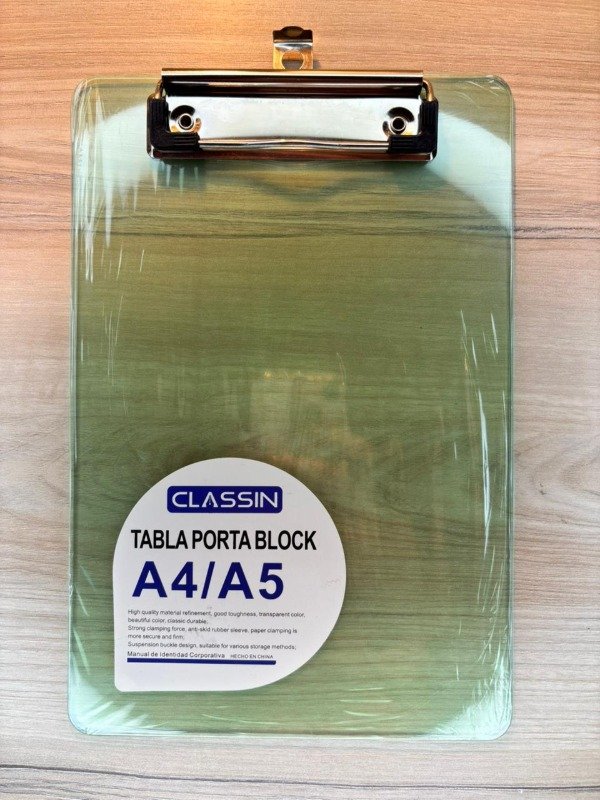 CLASSIN
TABLA PORTA BLOCK
A4/A5
High quality material refinement, good loughness, transparent color,
beautiful color, classic durable;
Strong clamping force, anti-skid rubber sleeve, paper clamping is
more secure and firm;
Suspension buckle design, suitable for various storage methods;
Manual de Identidad Corporativa HECHO EN CHINA